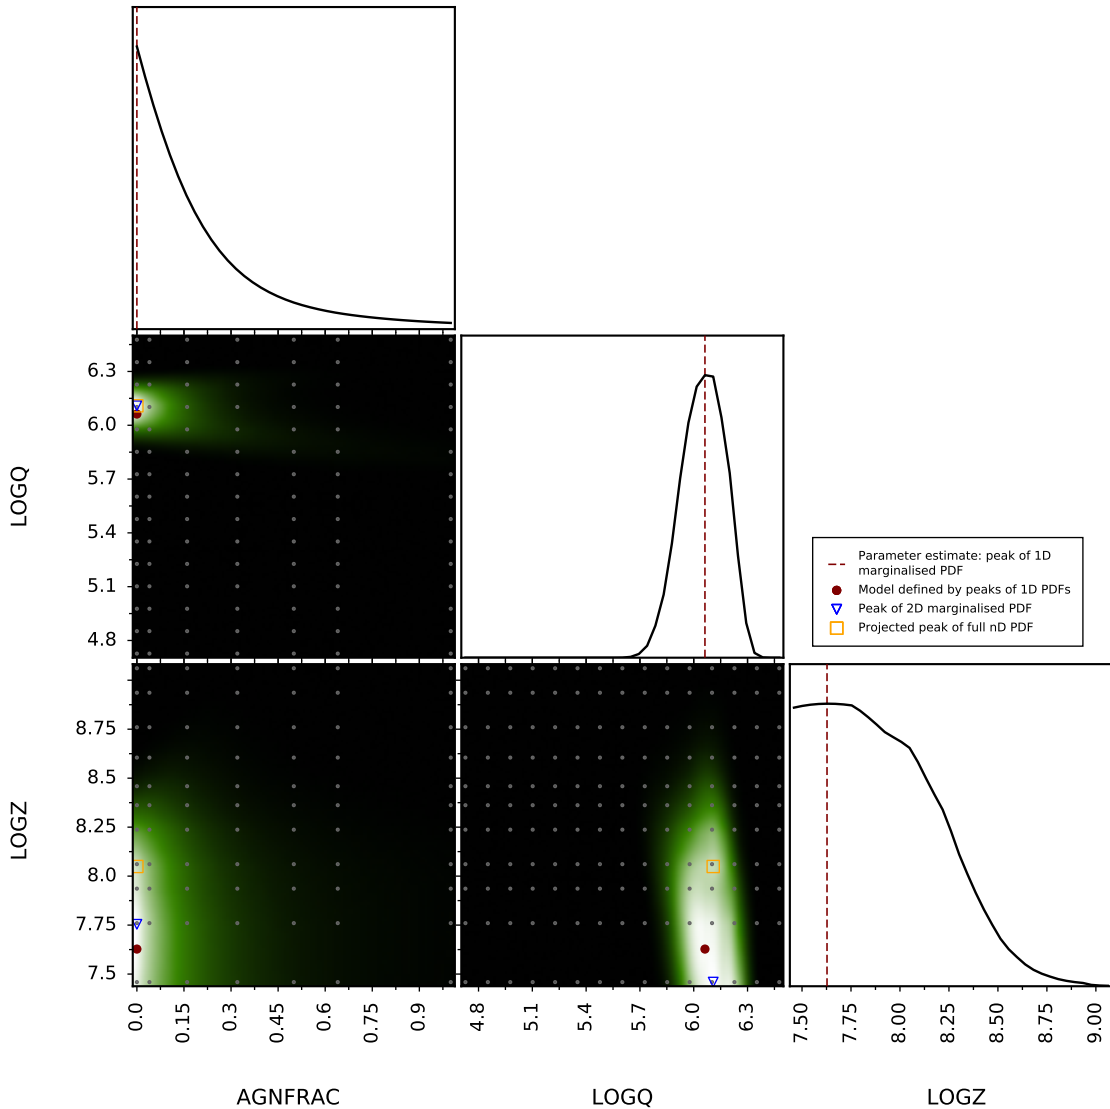 6.3
6.0
5.7
5.4
5.1
4.8
LOGQ
Parameter estimate: peak of 1D
marginalised PDF
Model defined by peaks of 1D PDFs
Peak of 2D marginalised PDF
Projected peak of full nD PDF
8.75
8.5
8.25
8.0
7.75
7.5
LOGZ
0.0 0.15 0.3 0.45 0.6 0.75 0.9
4.8 5.1 5.4 5.7 6.0 6.3
7.50 7.75 8.00 8.25 8.50 8.75 9.00
AGNFRAC LOGQ LOGZ